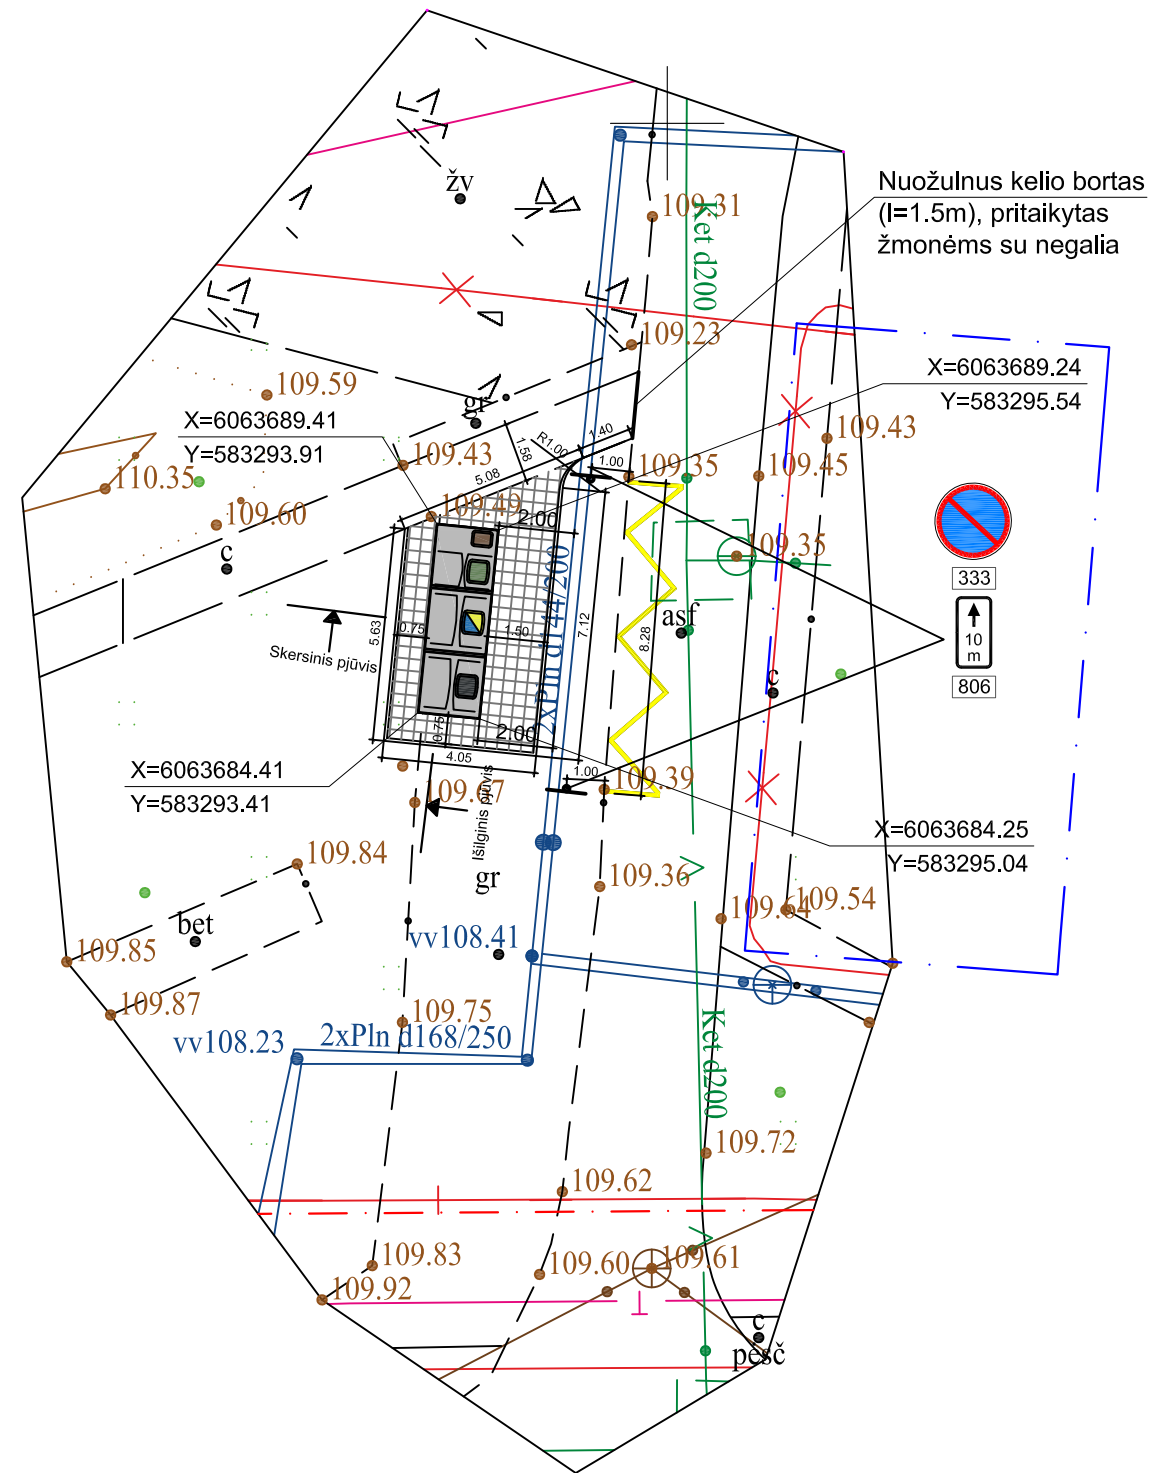 žv
109.31
Ket d200
Nuožulnus kelio bortas
(l=1.5m), pritaikytas
žmonėms su negalia
109.23
X=6063689.24
Y=583295.54
109.59
gr
X=6063689.41
Y=583293.91
R1.00
1.40
1.58
1.00
109.43
109.43
109.35
109.45
110.35
5.08
109.49
109.60
2.00
109.35
333
c
2xPln d144/200
asf
10
m
806
5.63
0.75
1.50
7.12
8.28
Skersinis pjūvis
c
0.75
2.00
4.05
1.00
X=6063684.41
Y=583293.41
109.67
109.39
Išilginis pjūvis
X=6063684.25
Y=583295.04
109.84
gr
109.36
109.64
109.54
bet
vv108.41
109.85
109.87
109.75
Ket d200
vv108.23
2xPln d168/250
109.72
109.62
109.83
109.60
109.61
109.92
c
pėsč